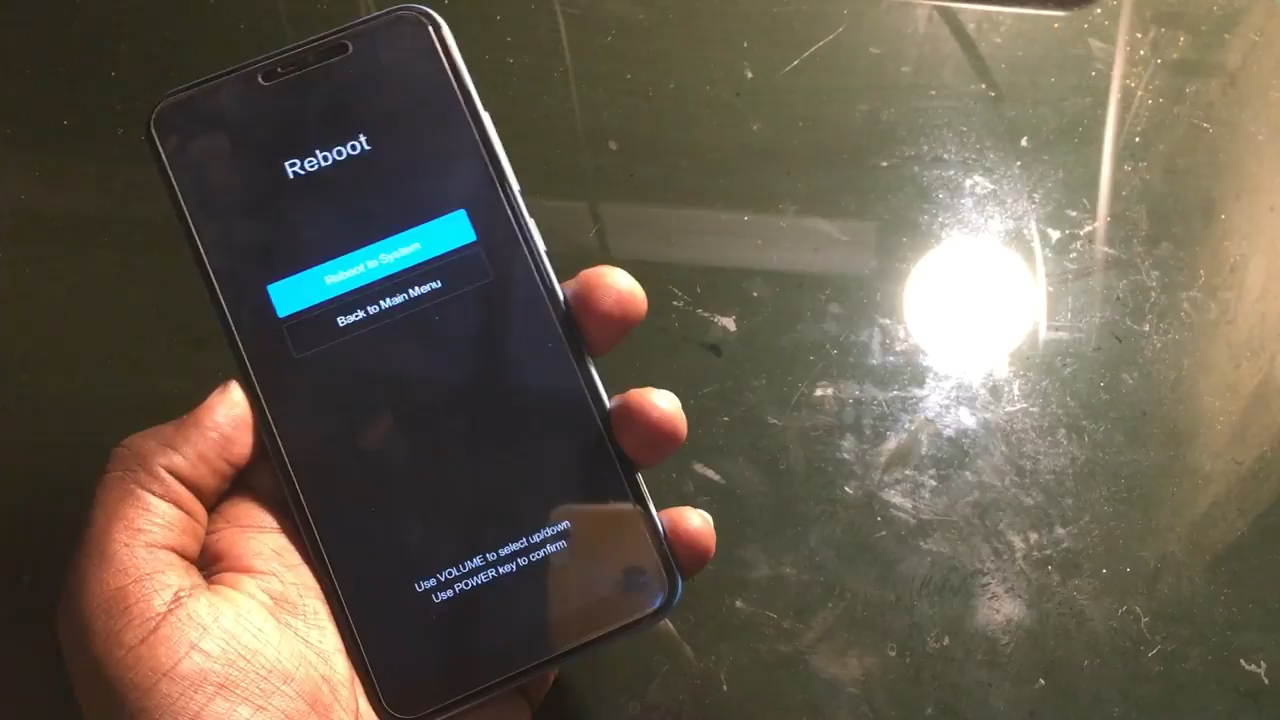 Reboot
Reboot to System
Back to Main Menu
Use VOLUME to select up/down
Use POWER key to confirm